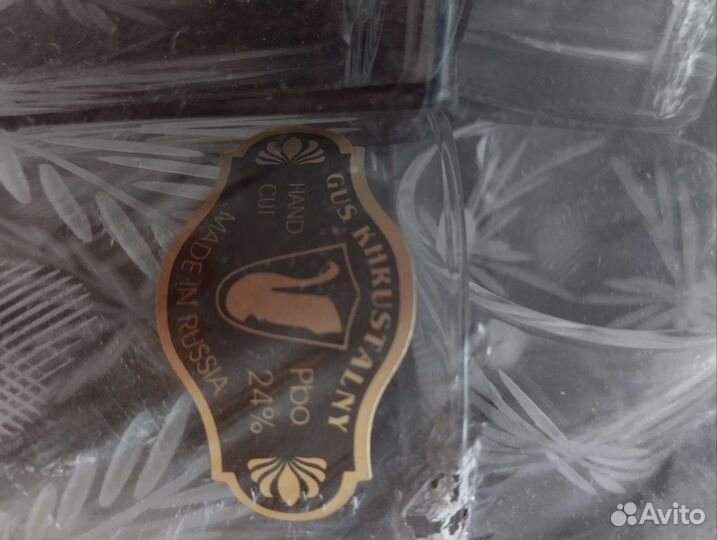 GUS KHRUSTALNY
HAND
CUT
Pbo
24%
MADE IN RUSSIA
Avito